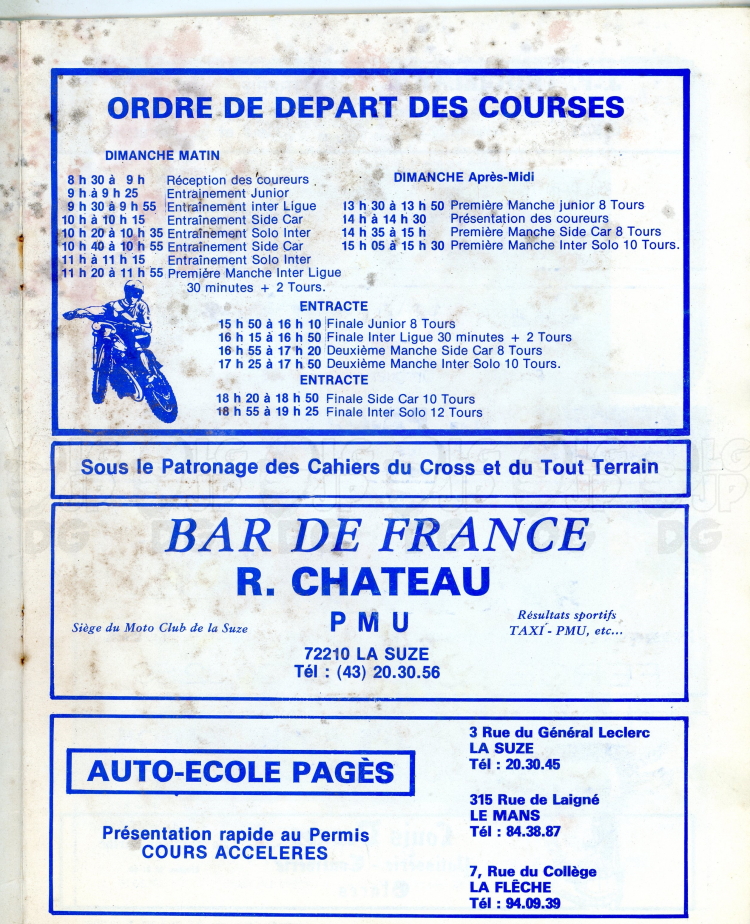 ORDRE DE DEPART DES COURSES
DIMANCHE MATIN
8 h 30 à 9 h Réception des coureurs
9 h à 9 h 25 Entrainement Junior
9 h 30 à 9 h 55 Entrainement inter Ligue
10 h à 10 h 15 Entraînement Side Car
10 h 20 à 10 h 35 Entraînement Solo Inter
10 h 40 à 10 h 55 Entraînement Side Car
11 h à 11 h 15 Entraînement Solo Inter
11 h 20 à 11 h 55 Premiére Manche Inter Ligue
30 minutes + 2 Tours.
DIMANCHE Après-Midi
13 h 30 à 13 h 50 Première Manche junior 8 Tours
14 h à 14 h 30 Présentation des coureurs
14 h 35 à 15 h Première Manche Side Car 8 Tours
15 h 05 à 15 h 30 Première Manche Inter Solo 10 Tours.
ENTRACTE
15 h 50 à 16 h 10 Finale Junior 8 Tours
16 h 15 à 16 h 50 Finale Inter Ligue 30 minutes + 2 Tours
16 h 55 à 17 h 20 Deuxième Manche Side Car 8 Tours
17 h 25 à 17 h 50 Deuxième Manche Inter Solo 10 Tours.
ENTRACTE
18 h 20 à 18 h 50 Finale Side Car 10 Tours
18 h 55 à 19 h 25 Finale Inter Solo 12 Tours
Sous le Patronage des Cahiers du Cross et du Tout Terrain
BAR DE FRANCE
R. CHATEAU
Siège du Moto Club de la Suze
P M U
Résultats sportifs
TAXI - PMU, etc...
72210 LA SUZE
Tél : (43) 20.30.56
AUTO-ECOLE PAGÈS
Présentation rapide au Permis
COURS ACCELERES
3 Rue du Général Leclerc
LA SUZE
Tél : 20.30.45
315 Rue de Laigné
LE MANS
Tél : 84.38.87
7, Rue du Collège
LA FLÊCHE
Tél : 94.09.39